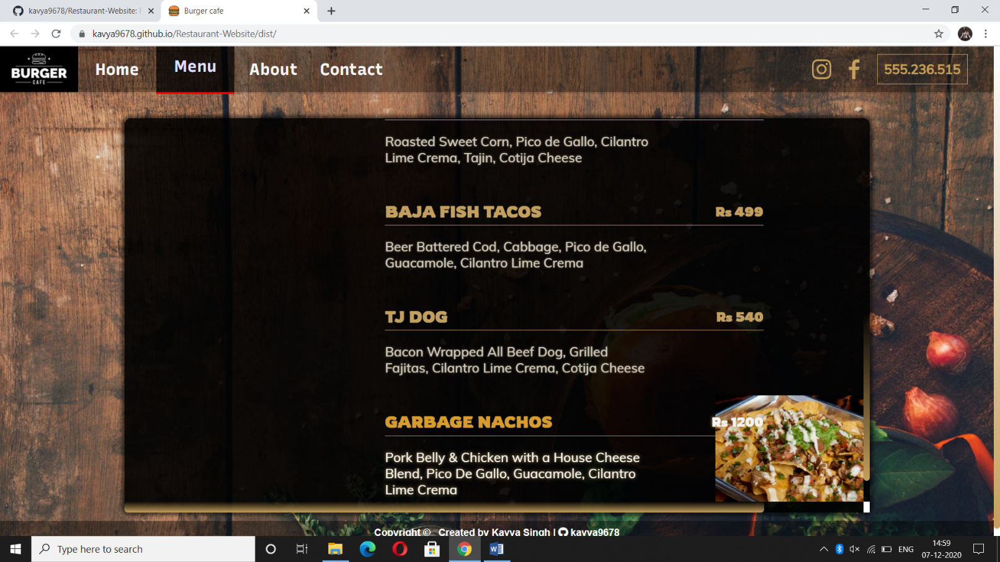 kavya9678/Restaurant-Website: F
Burger cafe
kavya9678.github.io/Restaurant-Website/dist/
BURGER
CAFE
Home
Menu
About
Contact
555.236.515
Roasted Sweet Corn, Pico de Gallo, Cilantro
Lime Crema, Tajin, Cotija Cheese
BAJA FISH TACOS
Rs 499
Beer Battered Cod, Cabbage, Pico de Gallo,
Guacamole, Cilantro Lime Crema
TJ DOG
Rs 540
Bacon Wrapped All Beef Dog, Grilled
Fajitas, Cilantro Lime Crema, Cotija Cheese
GARBAGE NACHOS
Rs 1200
Pork Belly & Chicken with a House Cheese
Blend, Pico De Gallo, Guacamole, Cilantro
Lime Crema
Copyright © Created by Kavya Singh | kavya9678
Type here to search
ENG
14:59
07-12-2020